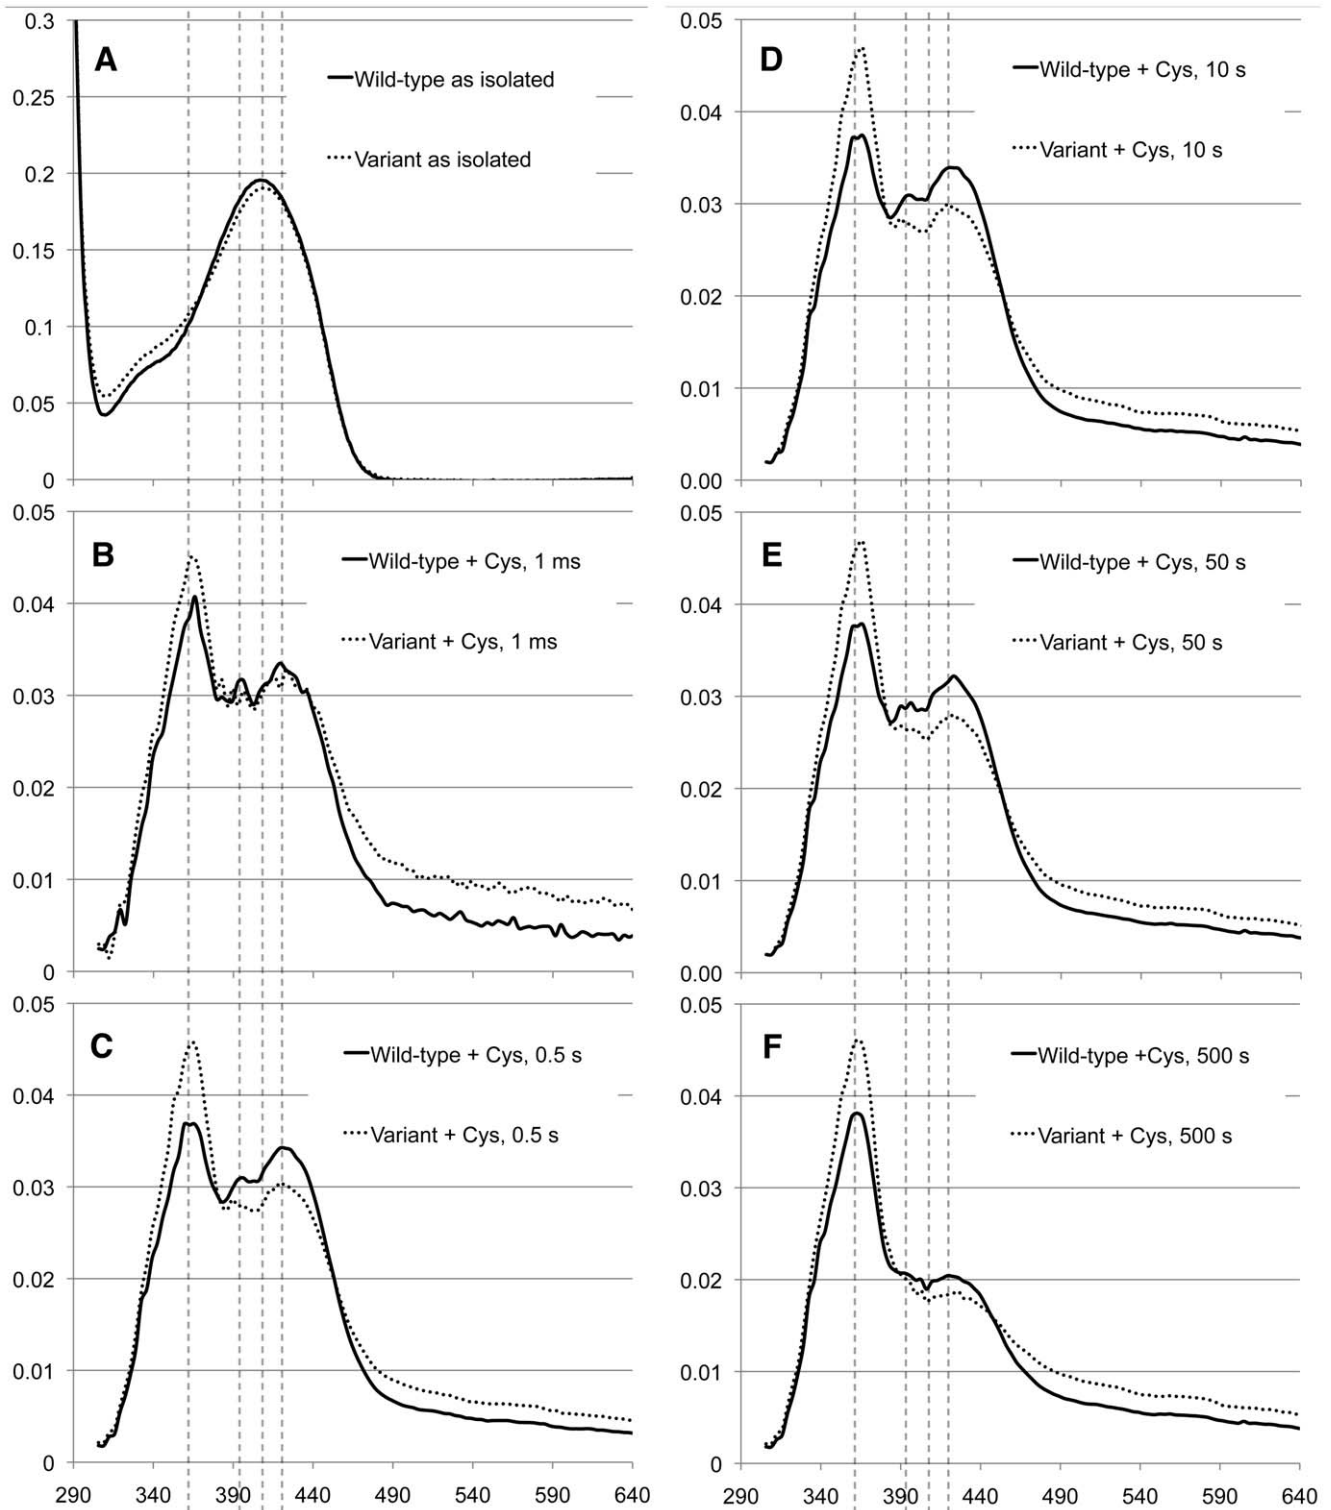 0.3
A
Wild-type as isolated
0.25
Variant as isolated
0.2
0.15
0.1
0.05
0
0.05
B
Wild-type + Cys, 1 ms
0.04
Variant + Cys, 1 ms
0.03
0.02
0.01
0
0.05
C
Wild-type + Cys, 0.5 s
0.04
Variant + Cys, 0.5 s
0.03
0.02
0.01
0
290 340 390 440 490 540 590 640
0.05
D
Wild-type + Cys, 10 s
0.04
Variant + Cys, 10 s
0.03
0.02
0.01
0.00
0.05
E
Wild-type + Cys, 50 s
0.04
Variant + Cys, 50 s
0.03
0.02
0.01
0.00
0.05
F
Wild-type +Cys, 500 s
0.04
Variant + Cys, 500 s
0.03
0.02
0.01
0
290 340 390 440 490 540 590 640